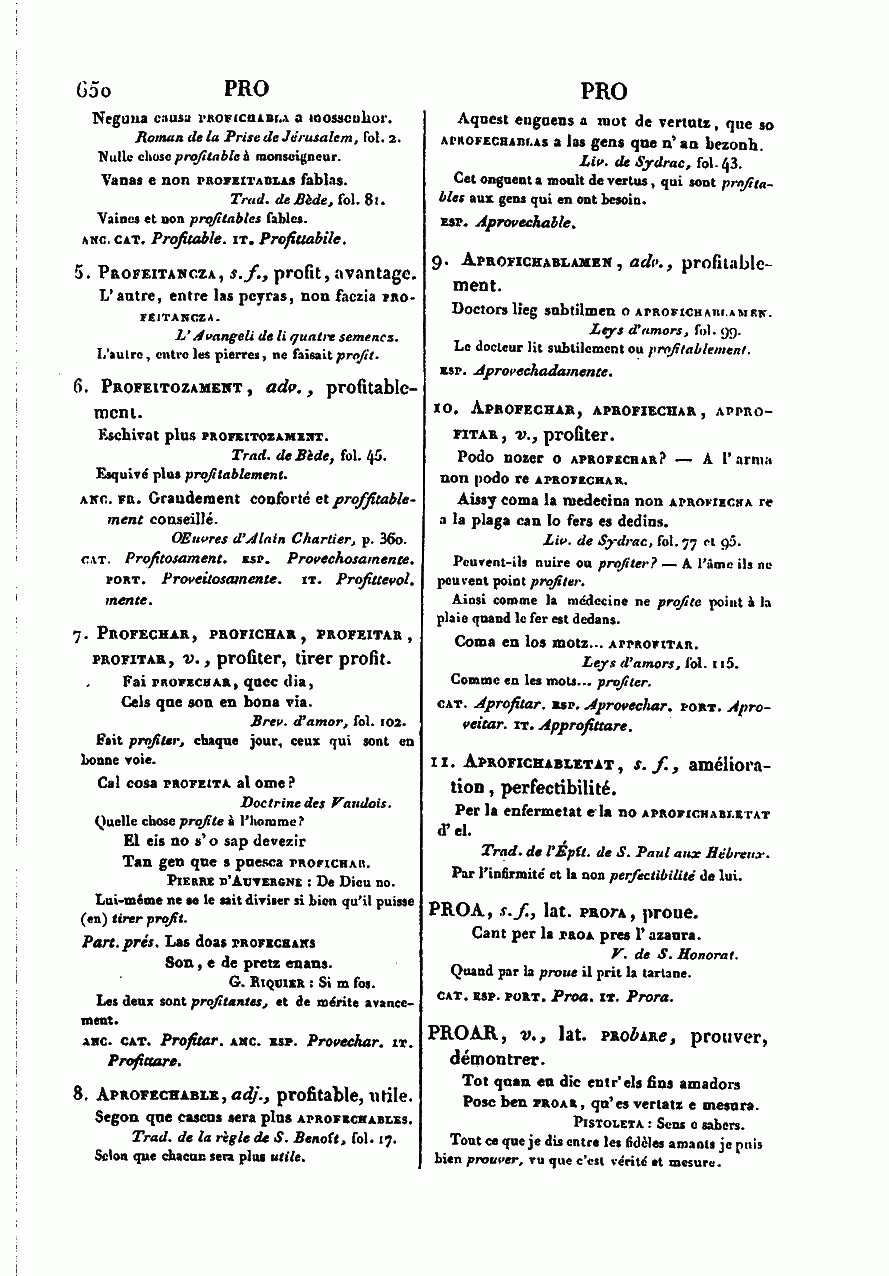 650 PRO PRO
Neguna causa PROFICHABLA a mossenhor.
Roman de la Prise de Jérusalem, fol. 2.
Nulle chose profitable à monseigneur.
Vanas e non PROFEITABLAS fablas.
Trad. de Bède, fol. 81.
Vaines et non profitables fables.
ANC. CAT. Profitable. IT. Profittabile.
5. PROFEITANCZA, s. f., profit, avantage.
L'autre, entre las peyras, non faczia PRO-
FEITANCZA.
L'Avangeli de li quatre semencz.
L'autre, entre les pierres, ne faisait profit.
6. PROFEITOZAMENT, adv., profitable-
ment.
Eschivat plus PROFEITOZAMENT.
Trad. de Bède, fol. 45.
Esquivé plus profitablement.
ANC. FR. Graudement conforté et proffitable-
ment conseillé.
Œuvres d'Alain Chartier, p. 360.
CAT. Profitosament. ESP. Provechosamente.
PORT. Proveitosamente. IT. Profittevol.
mente.
7. PROFECHAR, PROFICHAR, PROFEITAR,
PROFITAR, v., profiter, tirer profit.
Fai PROFECHAR, quec dia,
Cels que son en bona via.
Brev. d'amor, fol. 102.
Fait profiter, chaque jour, ceux qui sont en
bonne voie.
Cal cosa PROFEITA al ome?
Doctrine des Vaudois.
Quelle chose profite à l'homme?
El eis no s'o sap devezir
Tan gen que s puesca PROFICHAR.
PIERRE D'AUVERGNE : De Dieu no.
Lui-même ne se le sait diviser si bien qu'il puisse
(en) tirer profit.
Part. prés. Las doas PROFECHANS
Son, e de pretz enans.
G. RIQUIER : Si m fos.
Les deux sont profitantes, et de mérite avance-
ment.
ANC. CAT. Profitar. ANC. ESP. Provechar. IT.
Profittare.
8. APROFECHABLE, adj., profitable, utile.
Segon que cascus sera plus APROFECHABLES.
Trad. de la règle de S. Benoît, fol. 17.
Selon que chacun sera plus utile.
Aquest enguens a mot de vertutz, que so
APROFECHABLAS a las gens que n'an bezonh.
Liv. de Sydrac, fol. 43.
Cet onguent a moult de vertus, qui sont profita-
bles aux gens qui en ont besoin.
ESP. Aprovechable.
9. APROFICHABLAMEN, adv., profitable-
ment.
Doctors lieg subtilmen o APROFICHABLAMEN.
Leys d'amors, fol. 99.
Le docteur lit subtilement ou profitablement.
ESP. Aprovechadamente.
10. APROFECHAR, APROFIECHAR, APPRO-
FITAR, v., profiter.
Podo nozer o APROFECHAR? — A l'arma
non podo re APROFECHAR.
Aissy coma la medecina non APROFIECHA re
a la plaga can lo fers es dedins.
Liv. de Sydrac, fol. 77 et 95.
Peuvent-ils nuire ou profiter? — A l'âme ils ne
peuvent point profiter.
Ainsi comme la médecine ne profite point à la
plaie quand le fer est dedans.
Coma en los motz... APPROFITAR.
Leys d'amors, fol. 115.
Comme en les mots... profiter.
CAT. Aprofitar. ESP. Aprovechar. PORT. Apro-
veitar. IT. Approfittare.
11. APROFICHABLETAT, s. f., améliora-
tion, perfectibilité.
Per la enfermetat e la no APROFICHABLETAT
d'el.
Trad. de l'Épît. de S. Paul aux Hébreux.
Par l'infirmité et la non perfectibilité de lui.
PROA, s. f., lat. PRORA, proue.
Cant per la PROA pres l'azaura.
V. de S. Honorat.
Quand par la proue il prit la tartane.
CAT. ESP. PORT. Proa. IT. Prora.
PROAR, v., lat. PROBARE, prouver,
démontrer.
Tot quan en dic entr'els fins amadors
Posc ben PROAR, qu'es vertatz e mesura.
PISTOLETA : Sens o sabers.
Tout ce que je dis entre les fidèles amants je puis
bien prouver, vu que c'est vérité et mesure.